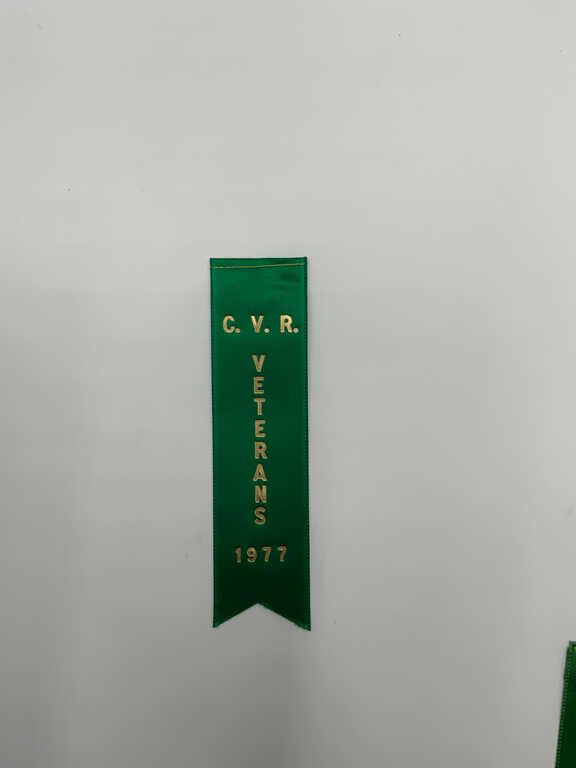 C. V. R.
VETERANS
1977